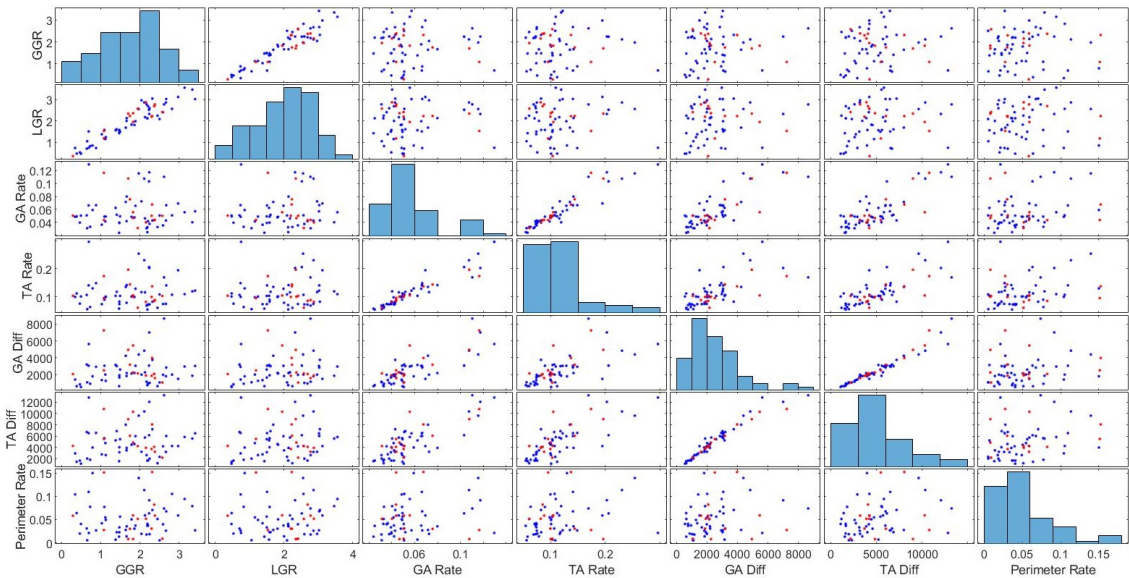 GGR
3
2
1
LGR
3
2
1
GA Rate
0.12
0.08
0.06
0.04
TA Rate
0.2
0.1
GA Diff
8000
6000
4000
2000
TA Diff
12000
10000
8000
6000
4000
2000
Perimeter Rate
0.15
0.1
0.05
0
0 1 2 3
0 2 4
0.06 0.1
0.1 0.2
0 2000 4000 6000 8000
0 5000 10000
0 0.05 0.1 0.15
GGR
LGR
GA Rate
TA Rate
GA Diff
TA Diff
Perimeter Rate